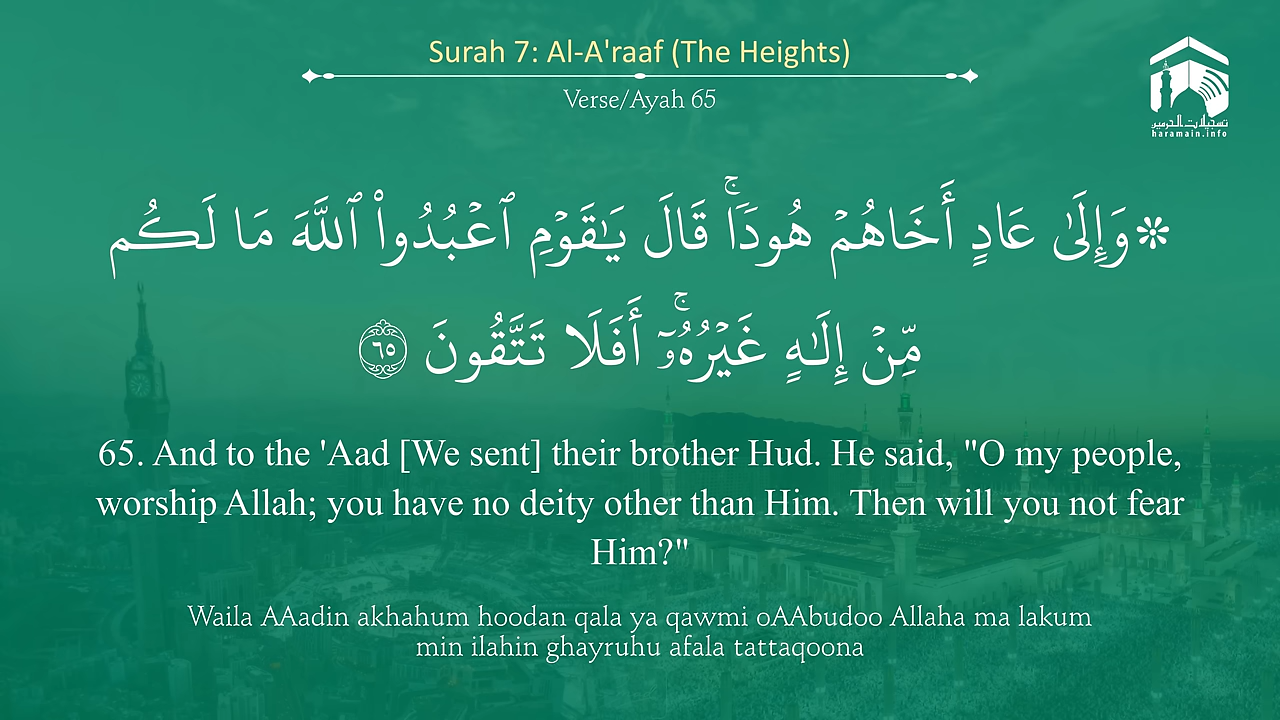 Surah 7: Al-A'raaf (The Heights)
Verse/Ayah 65
تسجيلات الحرمين
haramain.info
۞وَإِلَىٰ عَادٍ أَخَاهُمۡ هُودٗاۚ قَالَ يَٰقَوۡمِ ٱعۡبُدُواْ ٱللَّهَ مَا لَكُم
مِّنۡ إِلَٰهٍ غَيۡرُهُۥٓۚ أَفَلَا تَتَّقُونَ ٦٥
65. And to the 'Aad [We sent] their brother Hud. He said, "O my people,
worship Allah; you have no deity other than Him. Then will you not fear
Him?"
Waila AAadin akhahum hoodan qala ya qawmi oAAbudoo Allaha ma lakum
min ilahin ghayruhu afala tattaqoona